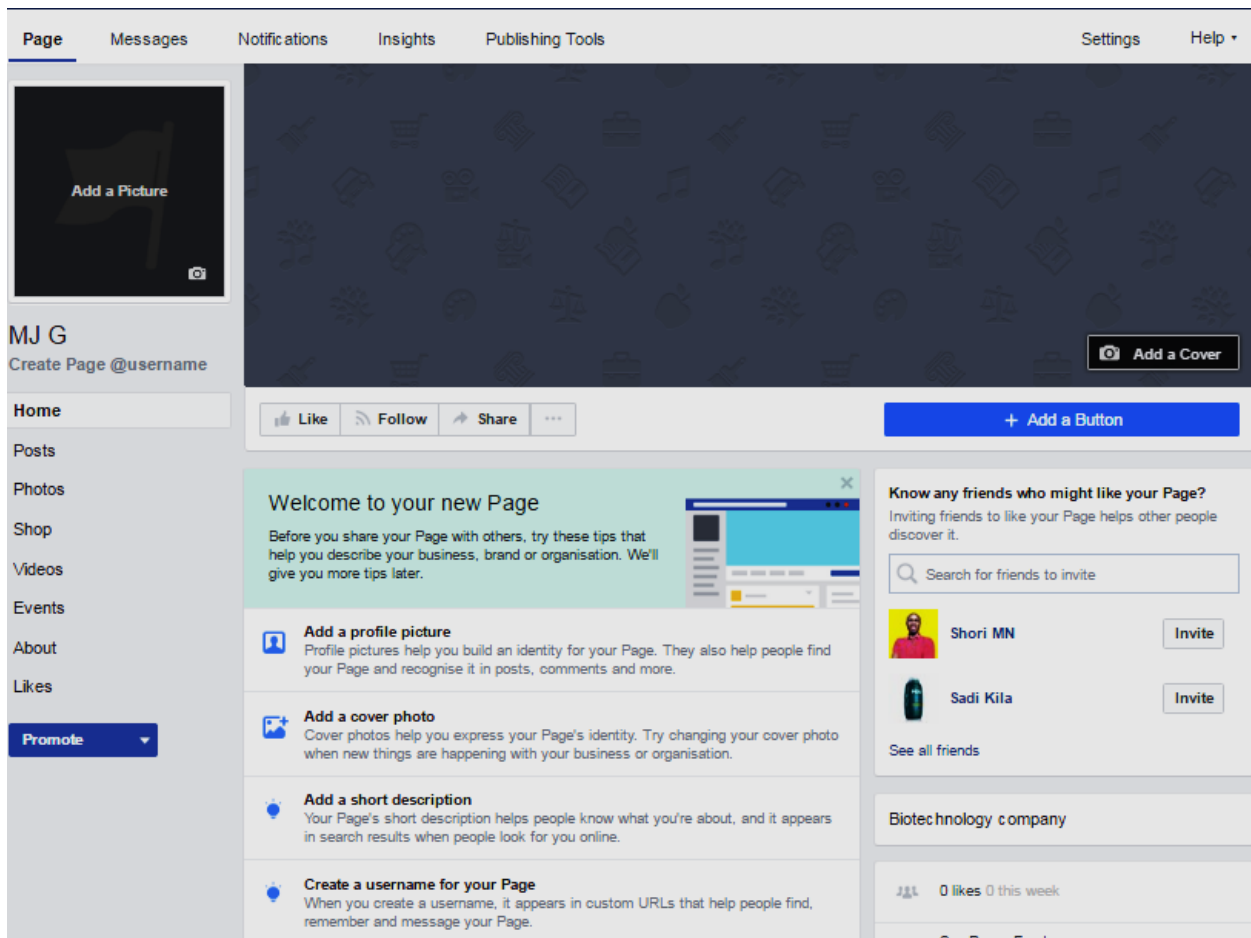 Page Messages Notifications Insights Publishing Tools Settings Help
Add a Picture
MJ G
Create Page @username
Home
Posts
Photos
Shop
Videos
Events
About
Likes
Promote
Add a Cover
Like Follow Share ...
+ Add a Button
Welcome to your new Page
Before you share your Page with others, try these tips that
help you describe your business, brand or organisation. We'll
give you more tips later.
Add a profile picture
Profile pictures help you build an identity for your Page. They also help people find
your Page and recognise it in posts, comments and more.
Add a cover photo
Cover photos help you express your Page's identity. Try changing your cover photo
when new things are happening with your business or organisation.
Add a short description
Your Page's short description helps people know what you're about, and it appears
in search results when people look for you online.
Create a username for your Page
When you create a username, it appears in custom URLs that help people find,
remember and message your Page.
Know any friends who might like your Page?
Inviting friends to like your Page helps other people
discover it.
Search for friends to invite
Shori MN Invite
Sadi Kila Invite
See all friends
Biotechnology company
0 likes 0 this week